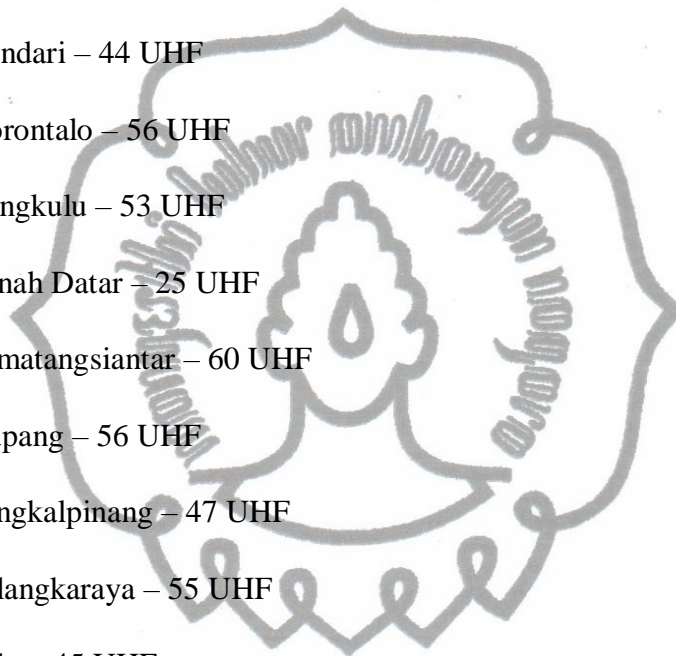 ndari – 44 UHF
orontalo – 56 UHF
ngkulu – 53 UHF
nah Datar – 25 UHF
matangsiantar – 60 UHF
pang – 56 UHF
ngkalpinang – 47 UHF
langkaraya – 55 UHF